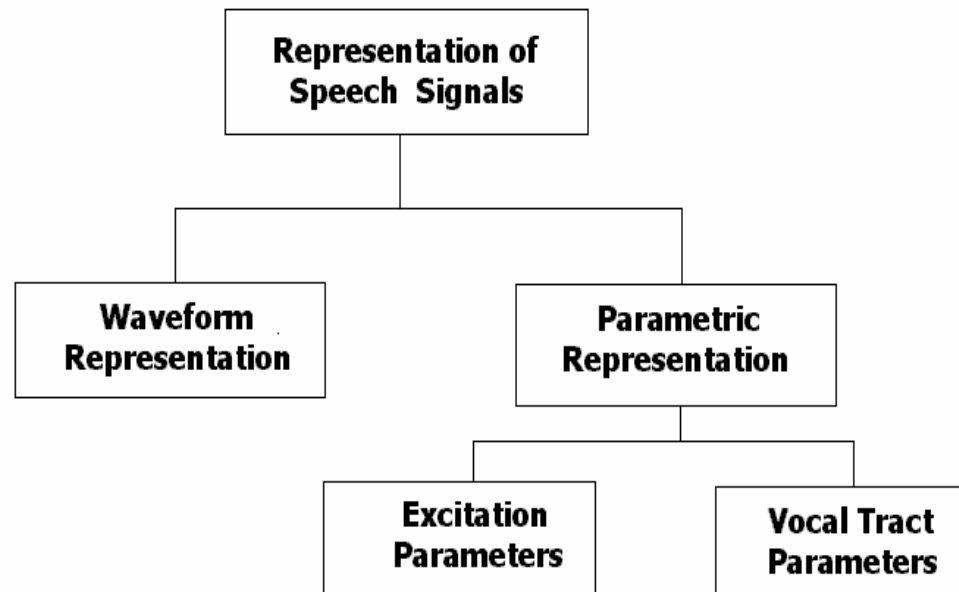 Representation of
Speech Signals
Waveform
Representation
Parametric
Representation
Excitation
Parameters
Vocal Tract
Parameters